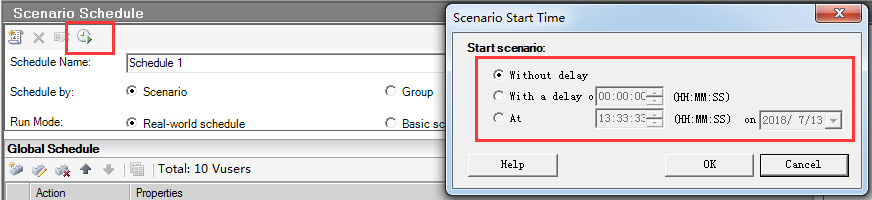 Scenario Schedule
Schedule Name: Schedule 1
Schedule by: Scenario Group
Run Mode: Real-world schedule Basic sc
Global Schedule
Total: 10 Vusers
Action Properties
Scenario Start Time
Start scenario:
Without delay
With a delay o 00:00:00 (HH:MM:SS)
At 13:33:33 (HH:MM:SS) on 2018/ 7/13
Help OK Cancel